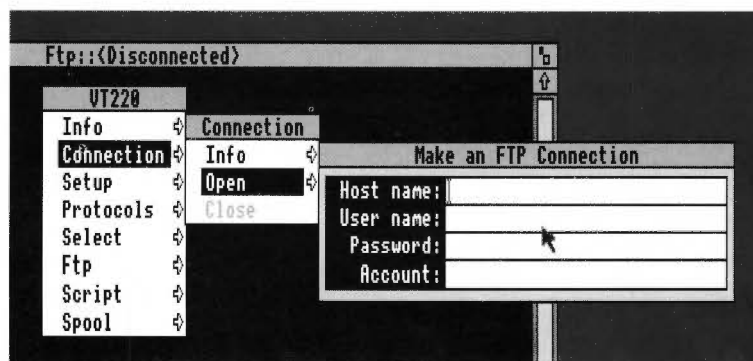 Ftp::<Disconnected>
VT220
Info
Connection
Setup
Protocols
Select
Ftp
Script
Spool
Connection
Info
Open
Close
Make an FTP Connection
Host name:
User name:
Password:
Account: